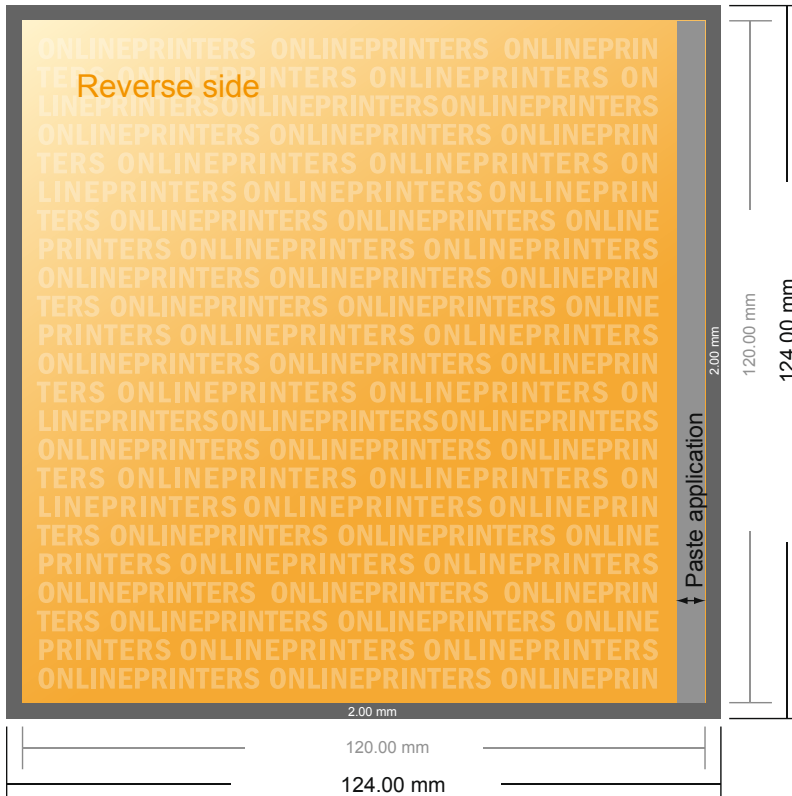 ONLINEPRINTERS ONLINEPRINTERS ONLINEPRIN
TERS ONLINEPRINTERS ONLINEPRINTERS ON
Reverse side
LINEPRINTERS ONLINEPRINTERS ONLINEPRINTERS
ONLINEPRINTERS ONLINEPRINTERS ONLINEPRIN
TERS ONLINEPRINTERS ONLINEPRINTERS ON
LINEPRINTERS ONLINEPRINTERS ONLINEPRIN
TERS ONLINEPRINTERS ONLINEPRINTERS ONLINE
PRINTERS ONLINEPRINTERS ONLINEPRINTERS
ONLINEPRINTERS ONLINEPRINTERS ONLINEPRIN
TERS ONLINEPRINTERS ONLINEPRINTERS ONLINE
PRINTERS ONLINEPRINTERS ONLINEPRINTERS
ONLINEPRINTERS ONLINEPRINTERS ONLINEPRIN
TERS ONLINEPRINTERS ONLINEPRINTERS ON
LINEPRINTERS ONLINEPRINTERS ONLINEPRINTERS
ONLINEPRINTERS ONLINEPRINTERS ONLINEPRIN
TERS ONLINEPRINTERS ONLINEPRINTERS ON
LINEPRINTERS ONLINEPRINTERS ONLINEPRIN
TERS ONLINEPRINTERS ONLINEPRINTERS ONLINE
PRINTERS ONLINEPRINTERS ONLINEPRINTERS
ONLINEPRINTERS ONLINEPRINTERS ONLINEPRIN
TERS ONLINEPRINTERS ONLINEPRINTERS ONLINE
PRINTERS ONLINEPRINTERS ONLINEPRINTERS
ONLINEPRINTERS ONLINEPRINTERS ONLINEPRIN
Paste application
2.00 mm
120.00 mm
124.00 mm
2.00 mm
120.00 mm
124.00 mm